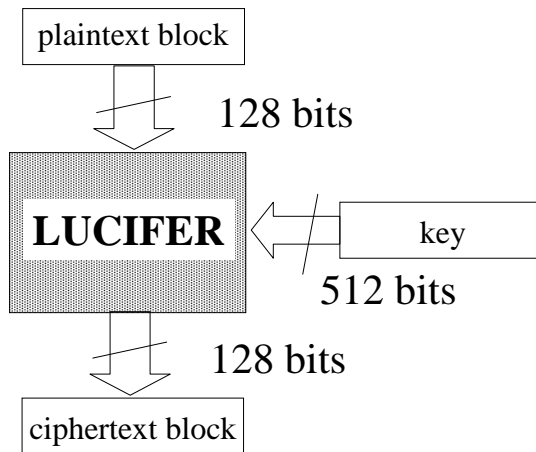 plaintext block
128 bits
LUCIFER
key
512 bits
128 bits
ciphertext block